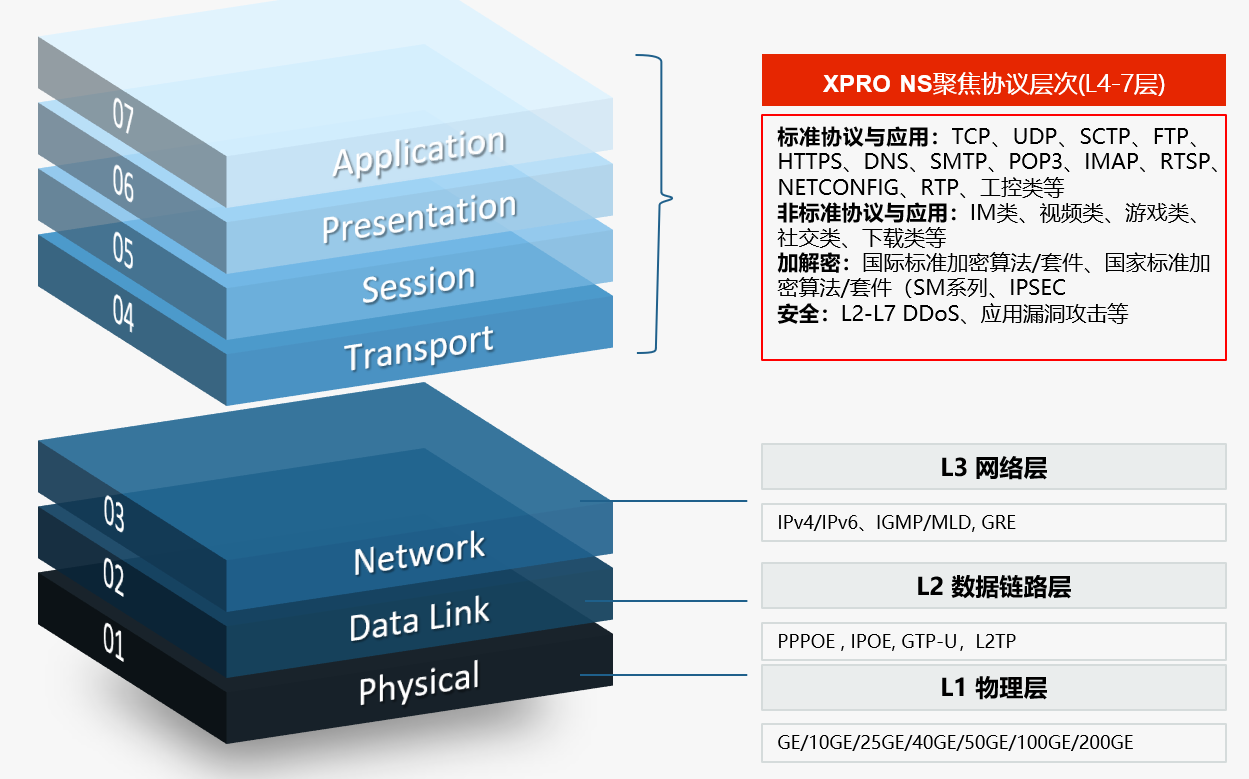 07
Application
06
Presentation
05
Session
04
Transport
03
Network
02
Data Link
01
Physical
XPRO NS聚焦协议层次(L4-7层)
标准协议与应用：TCP、UDP、SCTP、FTP、
HTTPS、DNS、SMTP、POP3、IMAP、RTSP、
NETCONFIG、RTP、工控类等
非标准协议与应用：IM类、视频类、游戏类、
社交类、下载类等
加解密：国际标准加密算法/套件、国家标准加
密算法/套件（SM系列、IPSEC
安全：L2-L7 DDoS、应用漏洞攻击等
L3 网络层
IPv4/IPv6、IGMP/MLD, GRE
L2 数据链路层
PPPOE , IPOE, GTP-U，L2TP
L1 物理层
GE/10GE/25GE/40GE/50GE/100GE/200GE